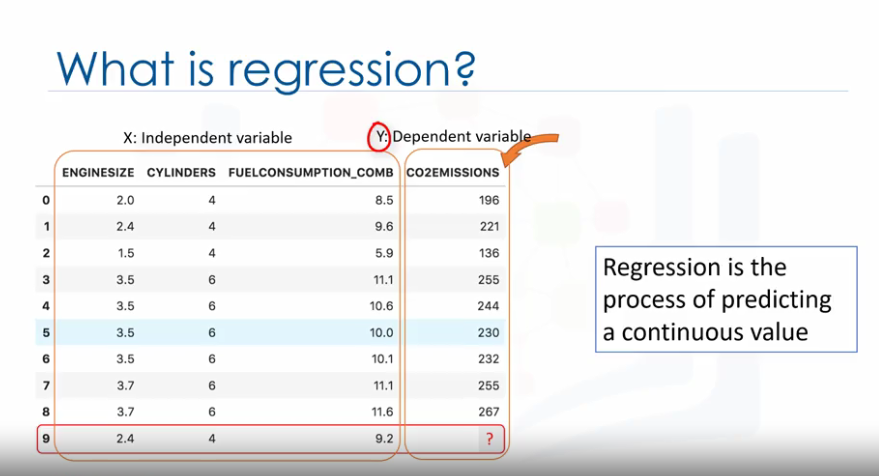 What is regression?
X: Independent variable
Y: Dependent variable
ENGINESIZE CYLINDERS FUELCONSUMPTION_COMB CO2EMISSIONS
0 2.0 4 8.5 196
1 2.4 4 9.6 221
2 1.5 4 5.9 136
3 3.5 6 11.1 255
4 3.5 6 10.6 244
5 3.5 6 10.0 230
6 3.5 6 10.1 232
7 3.7 6 11.1 255
8 3.7 6 11.6 267
9 2.4 4 9.2 ?
Regression is the
process of predicting
a continuous value